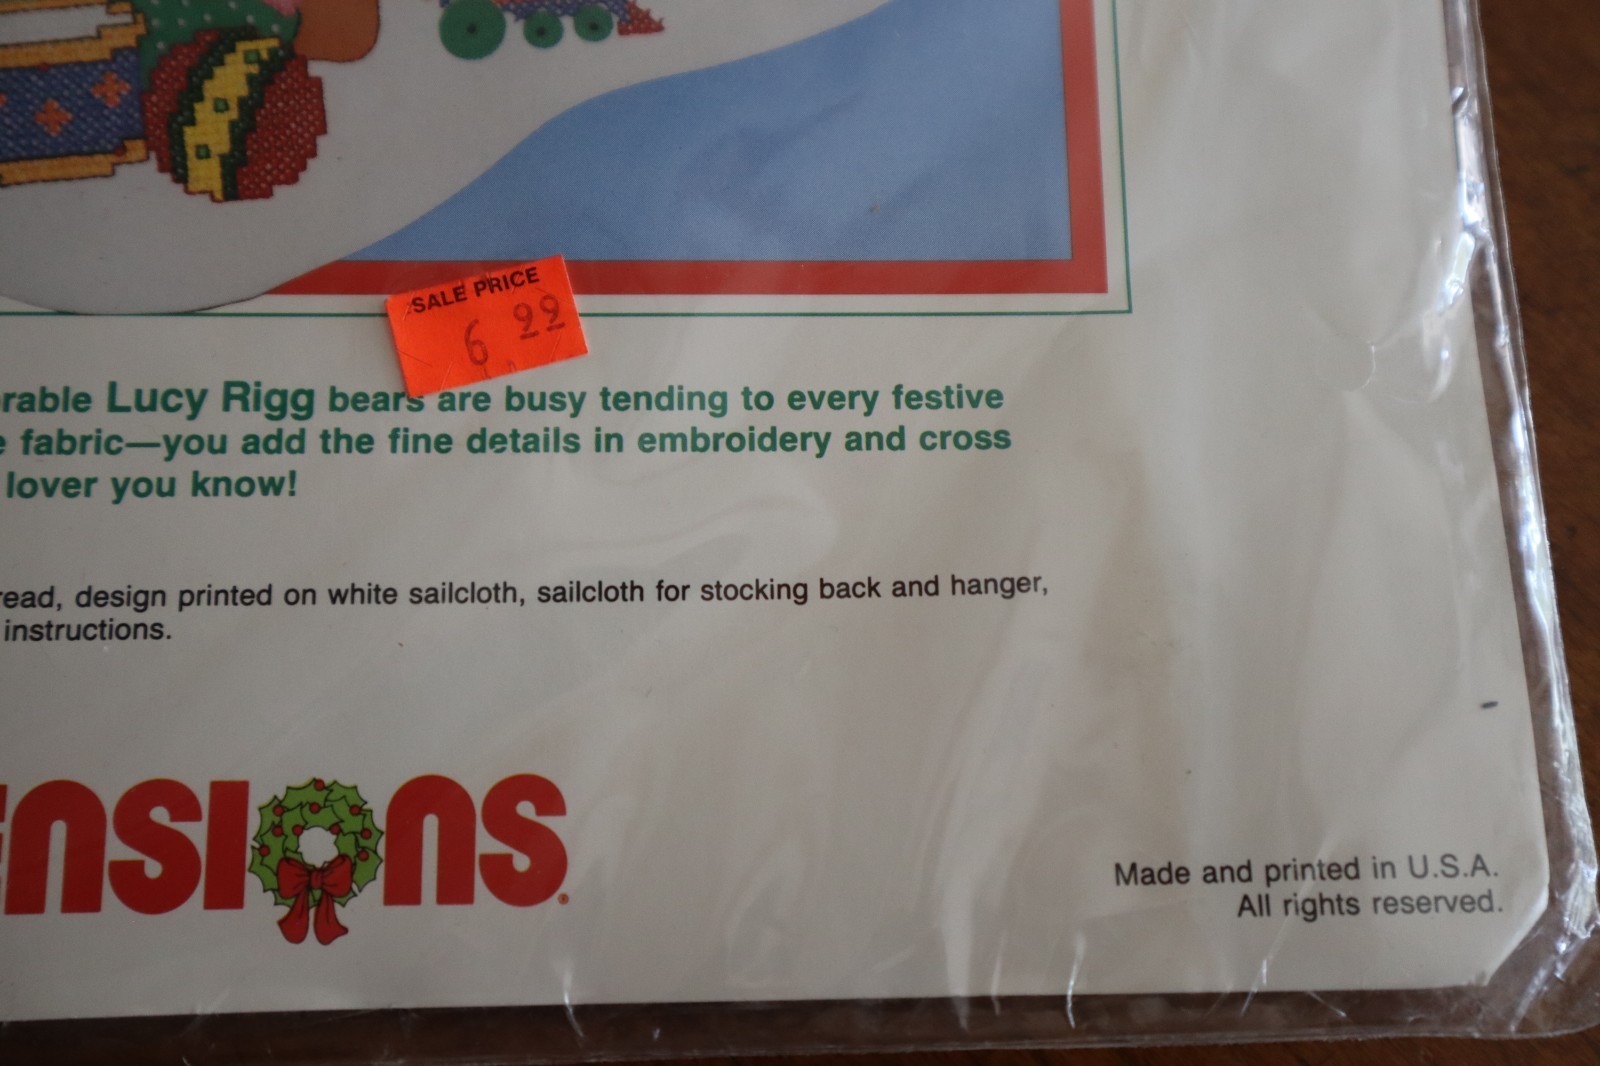 SALE PRICE
6.99
rable Lucy Rigg bears are busy tending to every festive
e fabric—you add the fine details in embroidery and cross
lover you know!
read, design printed on white sailcloth, sailcloth for stocking back and hanger,
instructions.
ENSIONS
Made and printed in U.S.A.
All rights reserved.